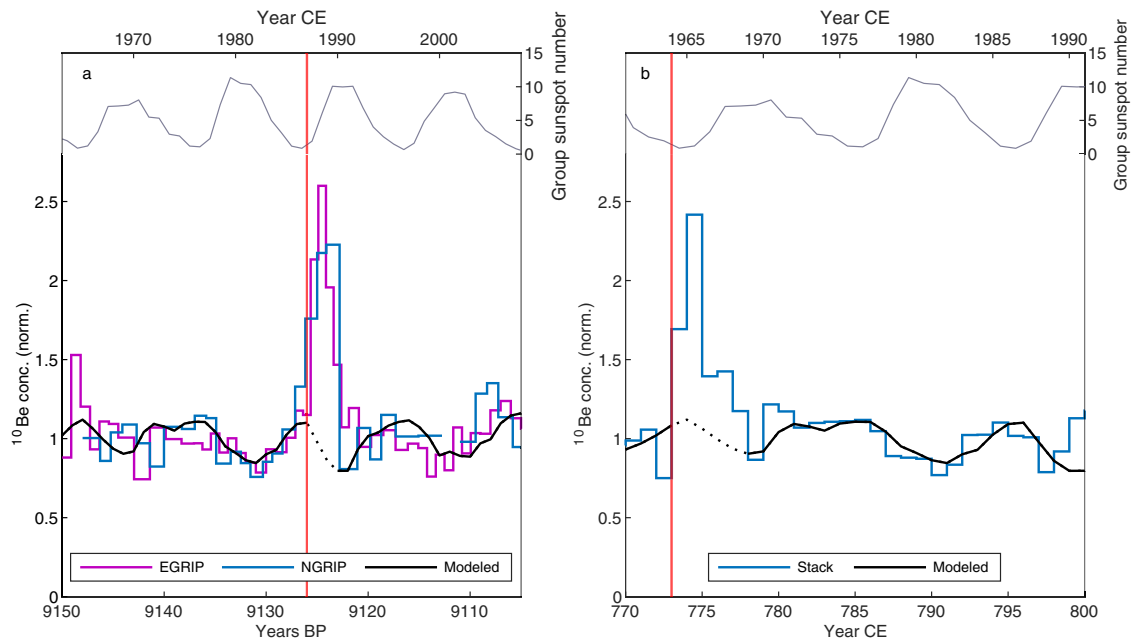 Year CE
1970 1980 1990 2000
a
15
10
5
0
Group sunspot number
2.5
2
1.5
1
0.5
0
10Be conc. (norm.)
EGRIP NGRIP Modeled
9150 9140 9130 9120 9110
Years BP
Year CE
1965 1970 1975 1980 1985 1990
b
15
10
5
0
Group sunspot number
2.5
2
1.5
1
0.5
0
10Be conc. (norm.)
Stack Modeled
770 775 780 785 790 795 800
Year CE